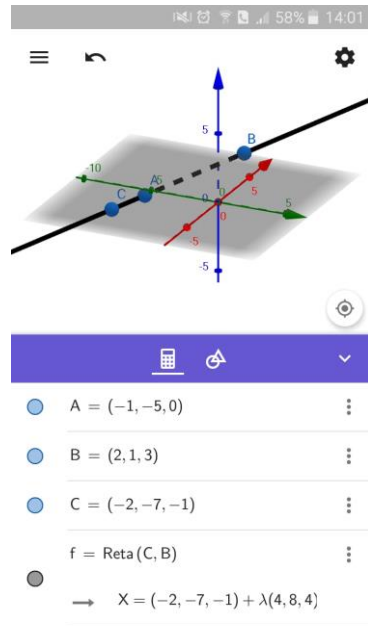 58% 14:01
5
B
-10
A
-5
C
0
0
0
5
5
-5
-5
A = (−1, −5, 0)
B = (2, 1, 3)
C = (−2, −7, −1)
f = Reta (C, B)
→ X = (−2, −7, −1) + λ(4, 8, 4)